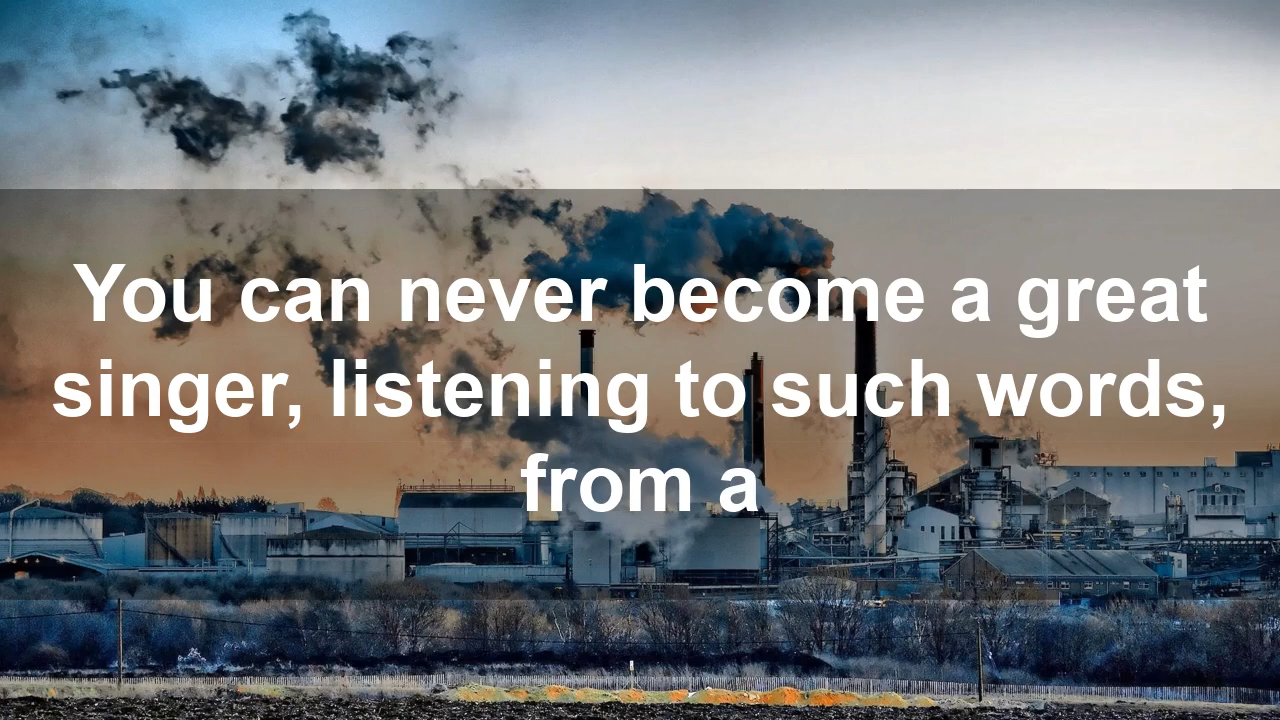 You can never become a great
singer, listening to such words,
from a